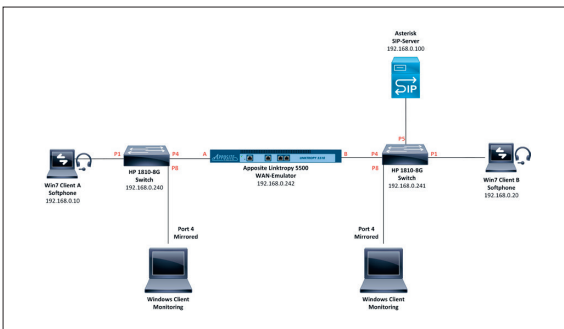 Asterisk
SIP-Server
192.168.0.100
SIP
P5
P1
P4
A
APPOSITE
LINKTROPY 5500
B
P4
P1
P8
P8
Win7 Client A
Softphone
192.168.0.10
HP 1810-8G
Switch
192.168.0.240
Apposite Linktropy 5500
WAN-Emulator
192.168.0.242
HP 1810-8G
Switch
192.168.0.241
Win7 Client B
Softphone
192.168.0.20
Port 4
Mirrored
Port 4
Mirrored
Windows Client
Monitoring
Windows Client
Monitoring